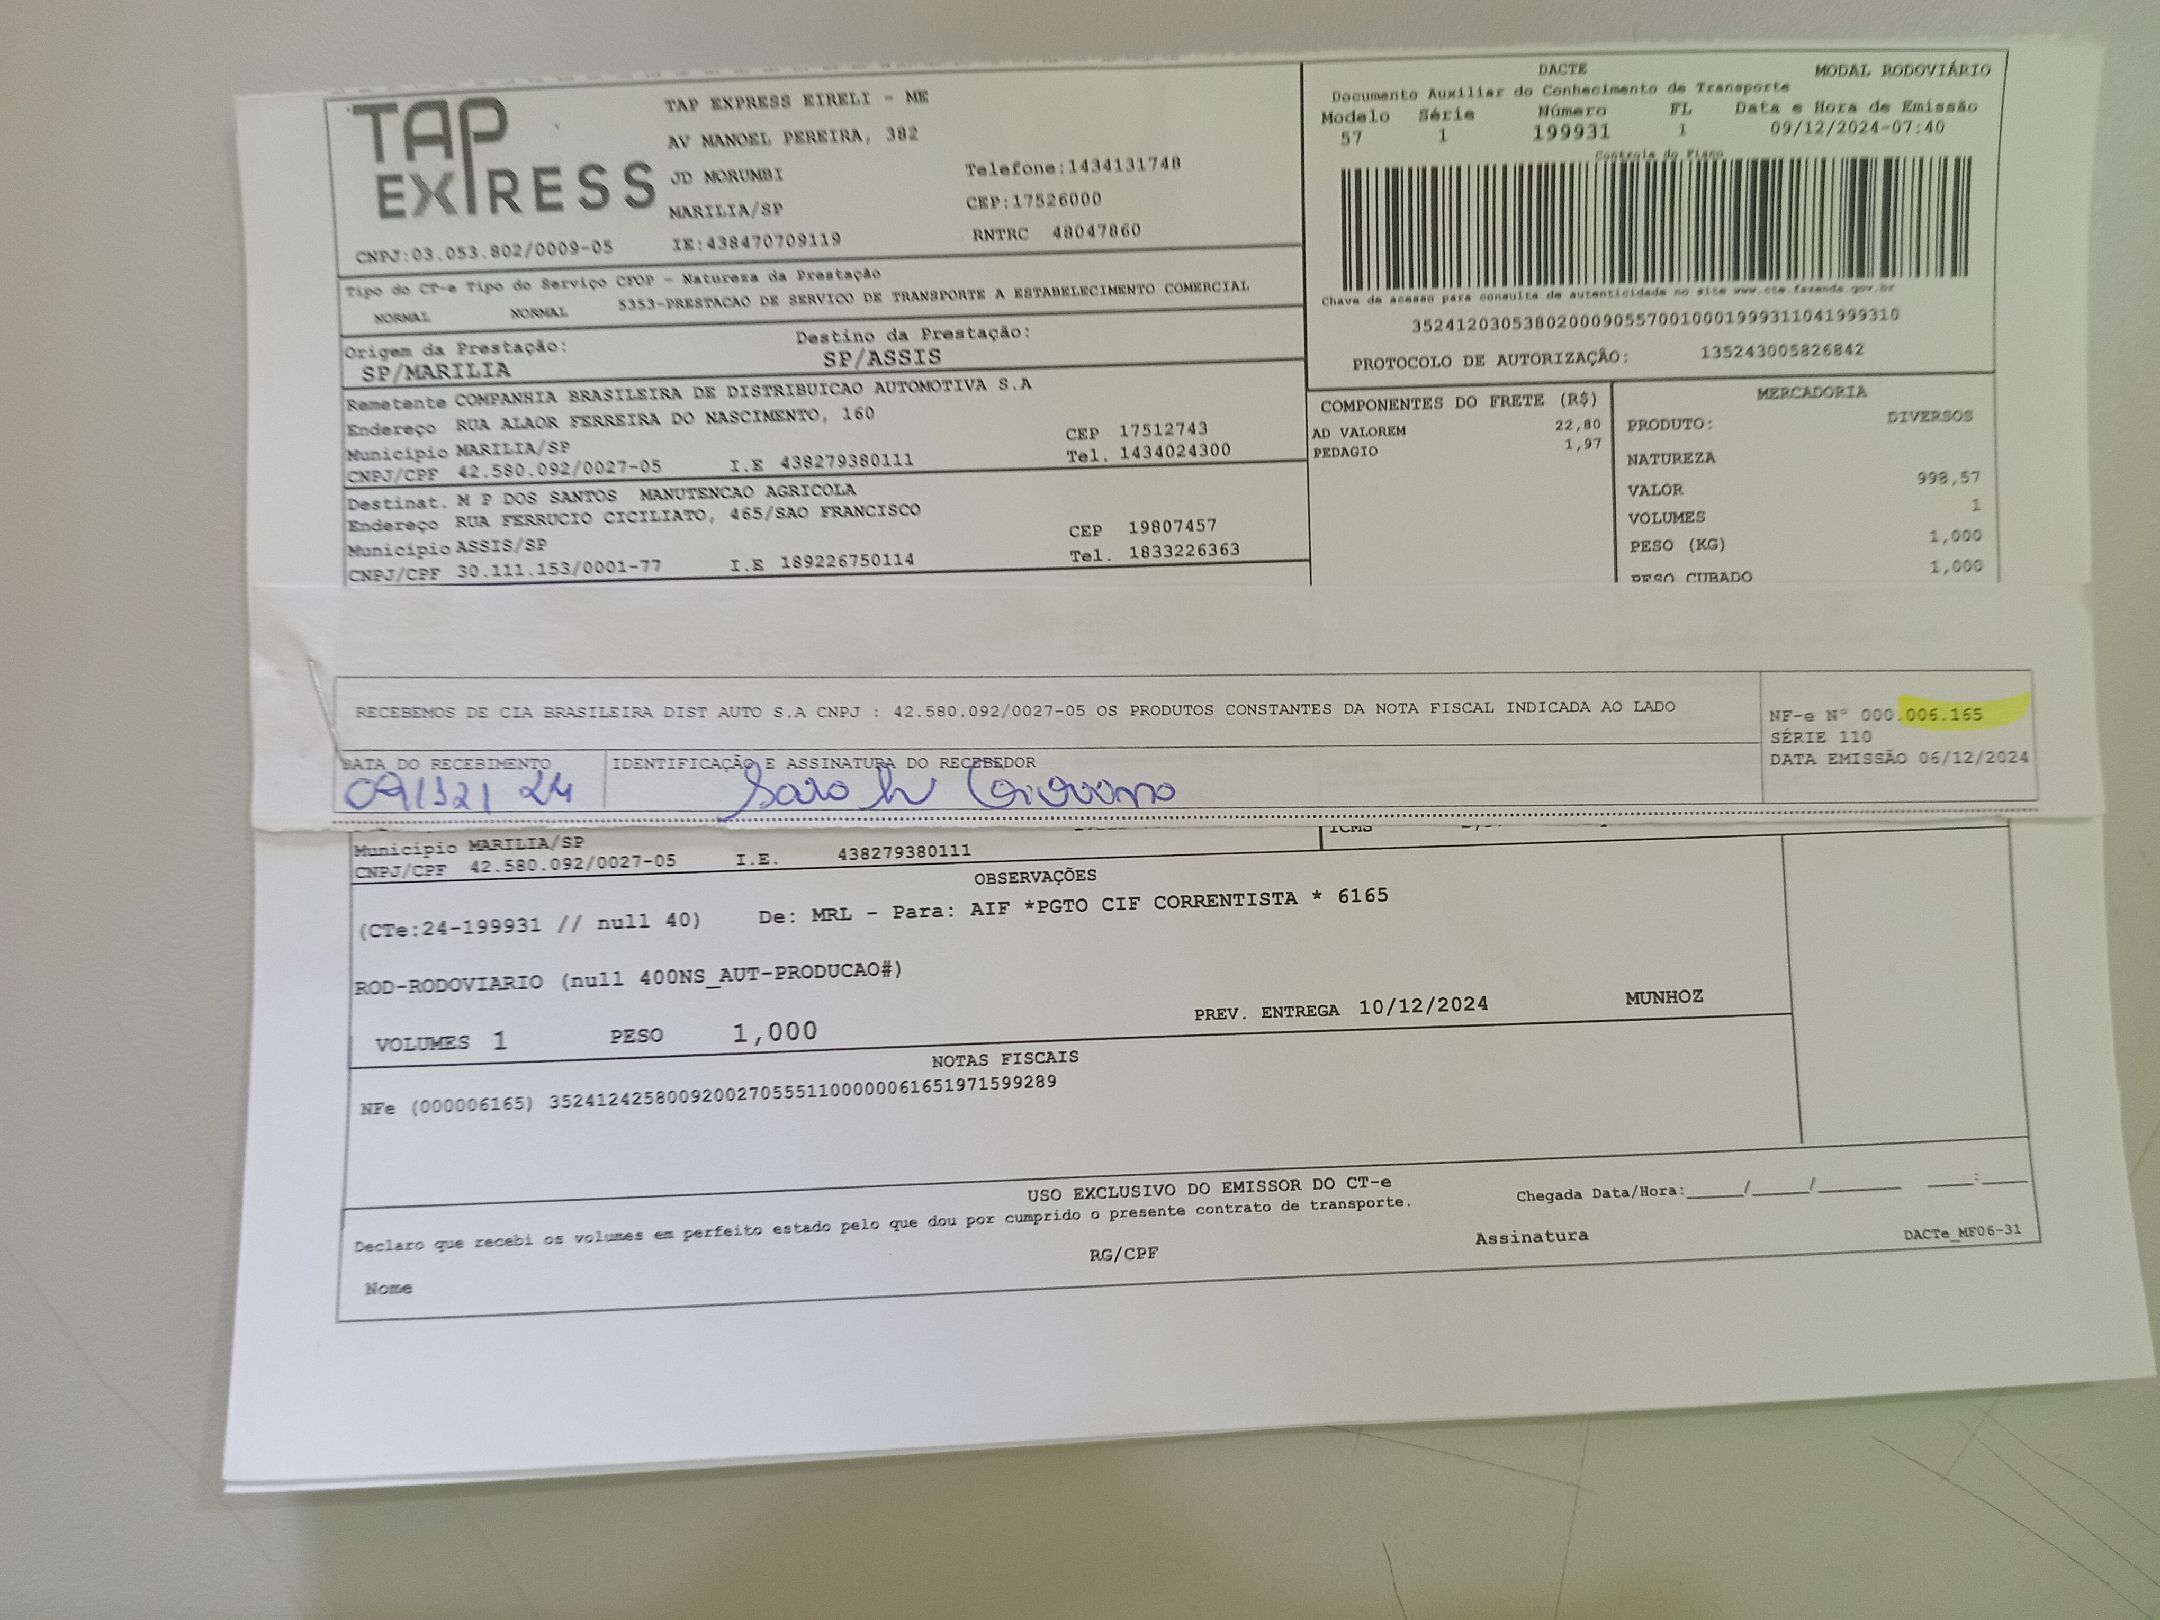 TAP
EXPRESS
TAP EXPRESS EIRELI - ME
AV MANOEL PEREIRA, 382
JD MORUMBI
Telefone:1434131748
MARILIA/SP
CEP:17526000
CNPJ:03.053.802/0009-05
IE:438470709119
RNTRC 48047860
DACTE
MODAL RODOVIÁRIO
Documento Auxiliar do Conhecimento de Transporte
Modelo Série Número FL Data e Hora de Emissão
57 1 199931 1 09/12/2024-07:40
Controle do Fisco
Chave de acesso para consulta de autenticidade no site www.cte.fazenda.gov.br
35241203053802000905570010001999311041999310
PROTOCOLO DE AUTORIZAÇÃO: 135243005826842
Tipo do CT-e Tipo do Serviço CFOP - Natureza da Prestação
NORMAL NORMAL 5353-PRESTACAO DE SERVICO DE TRANSPORTE A ESTABELECIMENTO COMERCIAL
Origem da Prestação: Destino da Prestação:
SP/MARILIA SP/ASSIS
Remetente COMPANHIA BRASILEIRA DE DISTRIBUICAO AUTOMOTIVA S.A
Endereço RUA ALAOR FERREIRA DO NASCIMENTO, 160
Município MARILIA/SP CEP 17512743
CNPJ/CPF 42.580.092/0027-05 I.E 438279380111 Tel. 1434024300
Destinat. M P DOS SANTOS MANUTENCAO AGRICOLA
Endereço RUA FERRUCIO CICILIATO, 465/SAO FRANCISCO
Município ASSIS/SP CEP 19807457
CNPJ/CPF 30.111.153/0001-77 I.E 189226750114 Tel. 1833226363
COMPONENTES DO FRETE (R$)
AD VALOREM 22,80
PEDAGIO 1,97
MERCADORIA
PRODUTO: DIVERSOS
NATUREZA
VALOR 998,57
VOLUMES 1
PESO (KG) 1,000
PESO CUBADO 1,000
RECEBEMOS DE CIA BRASILEIRA DIST AUTO S.A CNPJ : 42.580.092/0027-05 OS PRODUTOS CONSTANTES DA NOTA FISCAL INDICADA AO LADO
NF-e N° 000.006.165
SÉRIE 110
DATA EMISSÃO 06/12/2024
DATA DO RECEBIMENTO
IDENTIFICAÇÃO E ASSINATURA DO RECEBEDOR
09/12/24
Sarah
ICMS
Município MARILIA/SP
CNPJ/CPF 42.580.092/0027-05 I.E. 438279380111
OBSERVAÇÕES
(CTe:24-199931 // null 40) De: MRL - Para: AIF *PGTO CIF CORRENTISTA * 6165
ROD-RODOVIARIO (null 400NS_AUT-PRODUCAO#)
PREV. ENTREGA 10/12/2024 MUNHOZ
VOLUMES 1 PESO 1,000
NOTAS FISCAIS
NFe (000006165) 35241242580092002705551100000061651971599289
USO EXCLUSIVO DO EMISSOR DO CT-e
Chegada Data/Hora:_____/_____/_______ ____:____
Declaro que recebi os volumes em perfeito estado pelo que dou por cumprido o presente contrato de transporte.
Nome
RG/CPF
Assinatura
DACTe_MF06-31